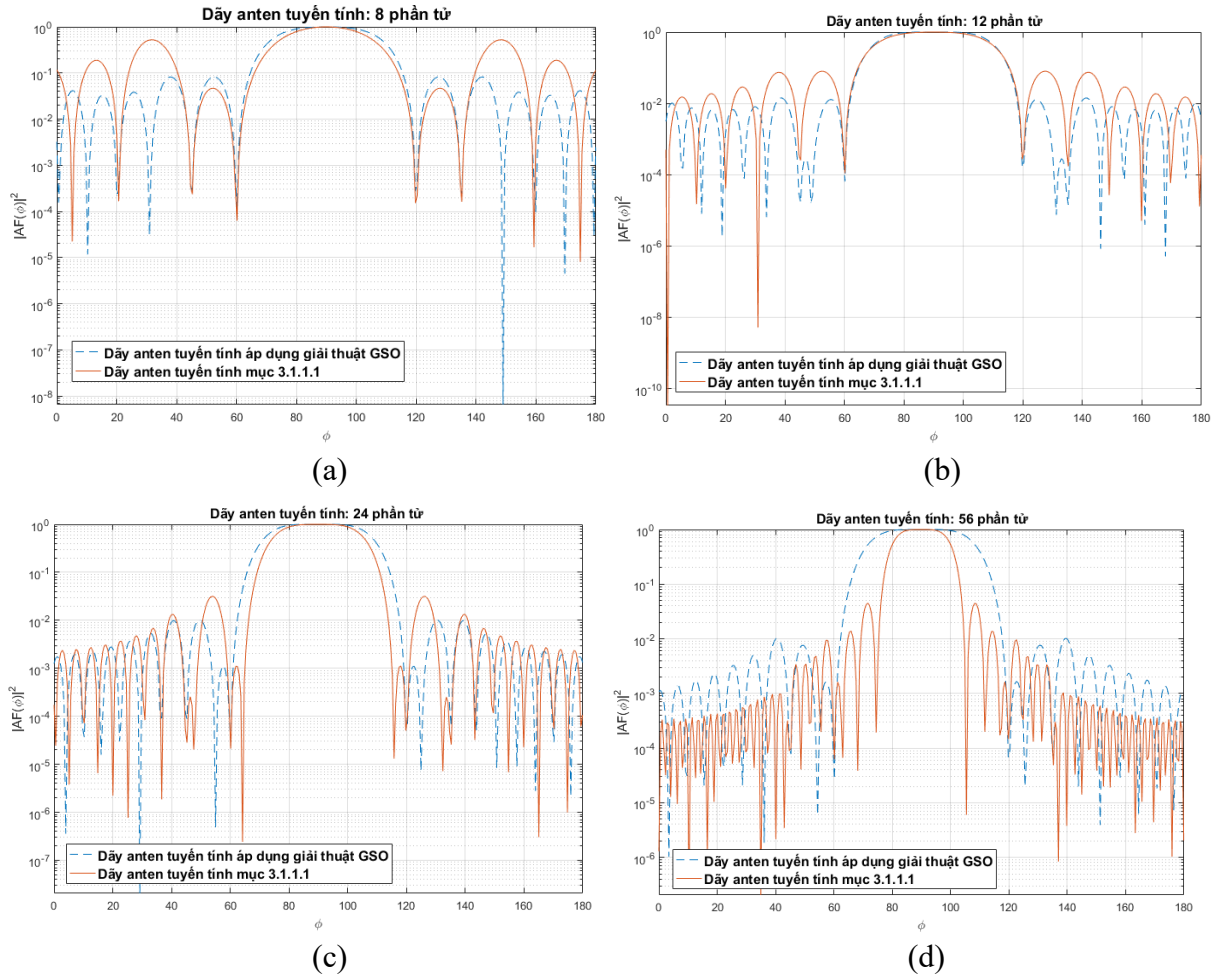 Dãy anten tuyến tính: 8 phần tử
10^0
10^-1
10^-2
10^-3
10^-4
10^-5
10^-6
10^-7
10^-8
|AF(ϕ)|^2
Dãy anten tuyến tính áp dụng giải thuật GSO
Dãy anten tuyến tính mục 3.1.1.1
0 20 40 60 80 100 120 140 160 180
ϕ
(a)
Dãy anten tuyến tính: 12 phần tử
10^0
10^-2
10^-4
10^-6
10^-8
10^-10
|AF(ϕ)|^2
Dãy anten tuyến tính áp dụng giải thuật GSO
Dãy anten tuyến tính mục 3.1.1.1
0 20 40 60 80 100 120 140 160 180
ϕ
(b)
Dãy anten tuyến tính: 24 phần tử
10^0
10^-1
10^-2
10^-3
10^-4
10^-5
10^-6
10^-7
|AF(ϕ)|^2
Dãy anten tuyến tính áp dụng giải thuật GSO
Dãy anten tuyến tính mục 3.1.1.1
0 20 40 60 80 100 120 140 160 180
ϕ
(c)
Dãy anten tuyến tính: 56 phần tử
10^0
10^-1
10^-2
10^-3
10^-4
10^-5
10^-6
|AF(ϕ)|^2
Dãy anten tuyến tính áp dụng giải thuật GSO
Dãy anten tuyến tính mục 3.1.1.1
0 20 40 60 80 100 120 140 160 180
ϕ
(d)